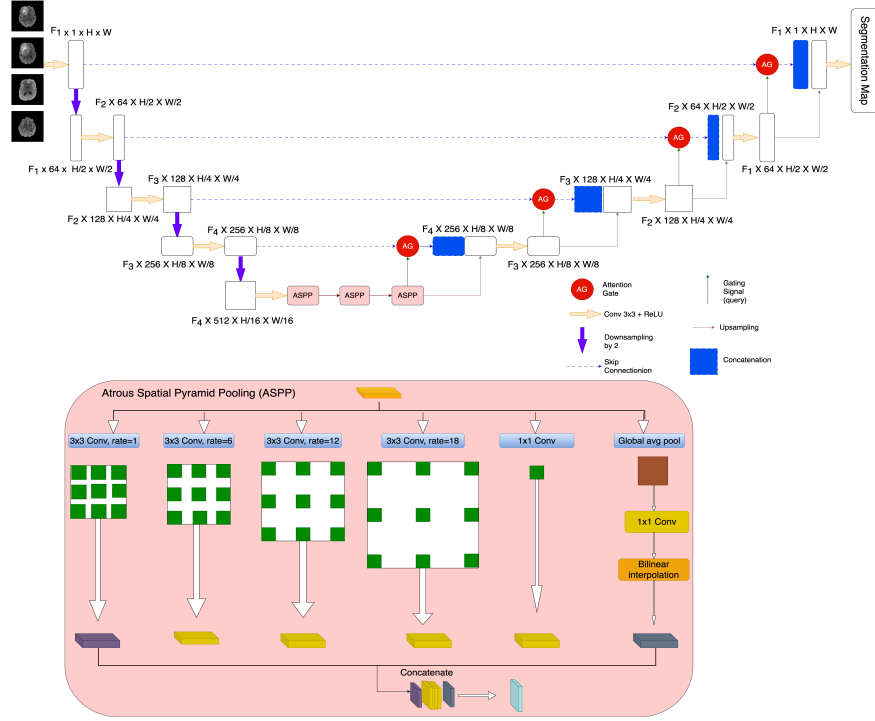 F1 x 1 x H x W
F1 X 1 X H X W
Segmentation Map
AG
F2 X 64 X H/2 X W/2
F2 X 64 X H/2 X W/2
AG
F1 x 64 x H/2 x W/2
F1 X 64 X H/2 X W/2
F3 X 128 X H/4 X W/4
F3 X 128 X H/4 X W/4
AG
F2 X 128 X H/4 X W/4
F2 X 128 X H/4 X W/4
F4 X 256 X H/8 X W/8
F4 X 256 X H/8 X W/8
AG
F3 X 256 X H/8 X W/8
F3 X 256 X H/8 X W/8
ASPP
ASPP
ASPP
F4 X 512 X H/16 X W/16
AG
Attention
Gate
Gating
Signal
(query)
Conv 3x3 + ReLU
Upsampling
Downsampling
by 2
Skip
Connectionion
Concatenation
Atrous Spatial Pyramid Pooling (ASPP)
3x3 Conv, rate=1
3x3 Conv, rate=6
3x3 Conv, rate=12
3x3 Conv, rate=18
1x1 Conv
Global avg pool
1x1 Conv
Bilinear
interpolation
Concatenate